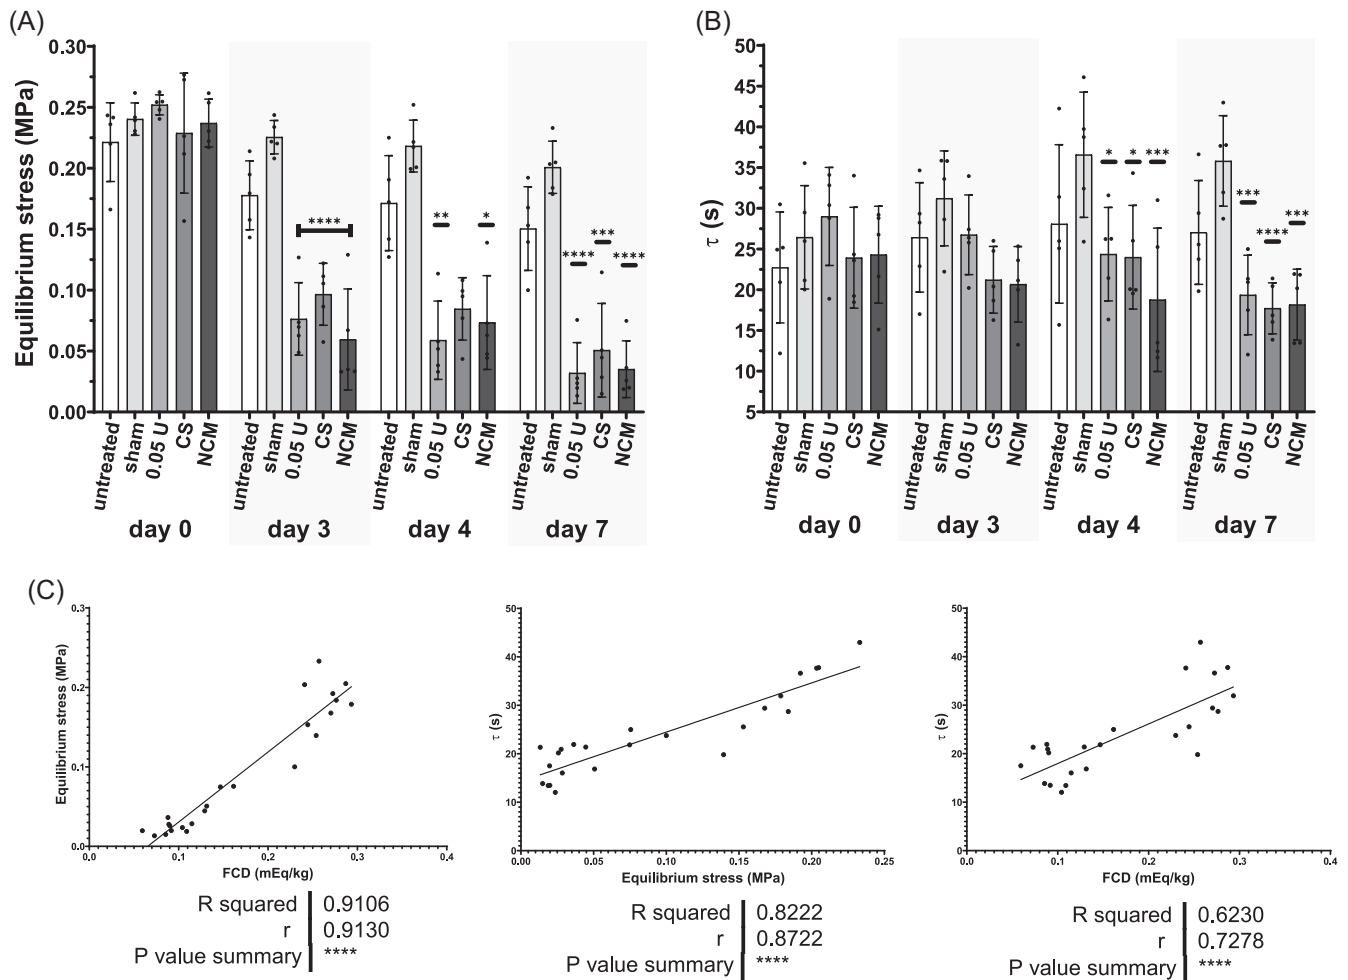 (A)
Equilibrium stress (MPa)
0.30
0.25
0.20
0.15
0.10
0.05
0.00
****
**
*
****
***
****
untreated
sham
0.05 U
CS
NCM
untreated
sham
0.05 U
CS
NCM
untreated
sham
0.05 U
CS
NCM
untreated
sham
0.05 U
CS
NCM
day 0
day 3
day 4
day 7
(B)
τ (s)
50
45
40
35
30
25
20
15
10
5
*
*
***
***
****
***
untreated
sham
0.05 U
CS
NCM
untreated
sham
0.05 U
CS
NCM
untreated
sham
0.05 U
CS
NCM
untreated
sham
0.05 U
CS
NCM
day 0
day 3
day 4
day 7
(C)
Equilibrium stress (MPa)
0.3
0.2
0.1
0.0
0.0
0.1
0.2
0.3
0.4
FCD (mEq/kg)
R squared 0.9106
r 0.9130
P value summary ****
τ (s)
50
40
30
20
10
0
0.00
0.05
0.10
0.15
0.20
0.25
Equilibrium stress (MPa)
R squared 0.8222
r 0.8722
P value summary ****
τ (s)
50
40
30
20
10
0
0.0
0.1
0.2
0.3
0.4
FCD (mEq/kg)
R squared 0.6230
r 0.7278
P value summary ****